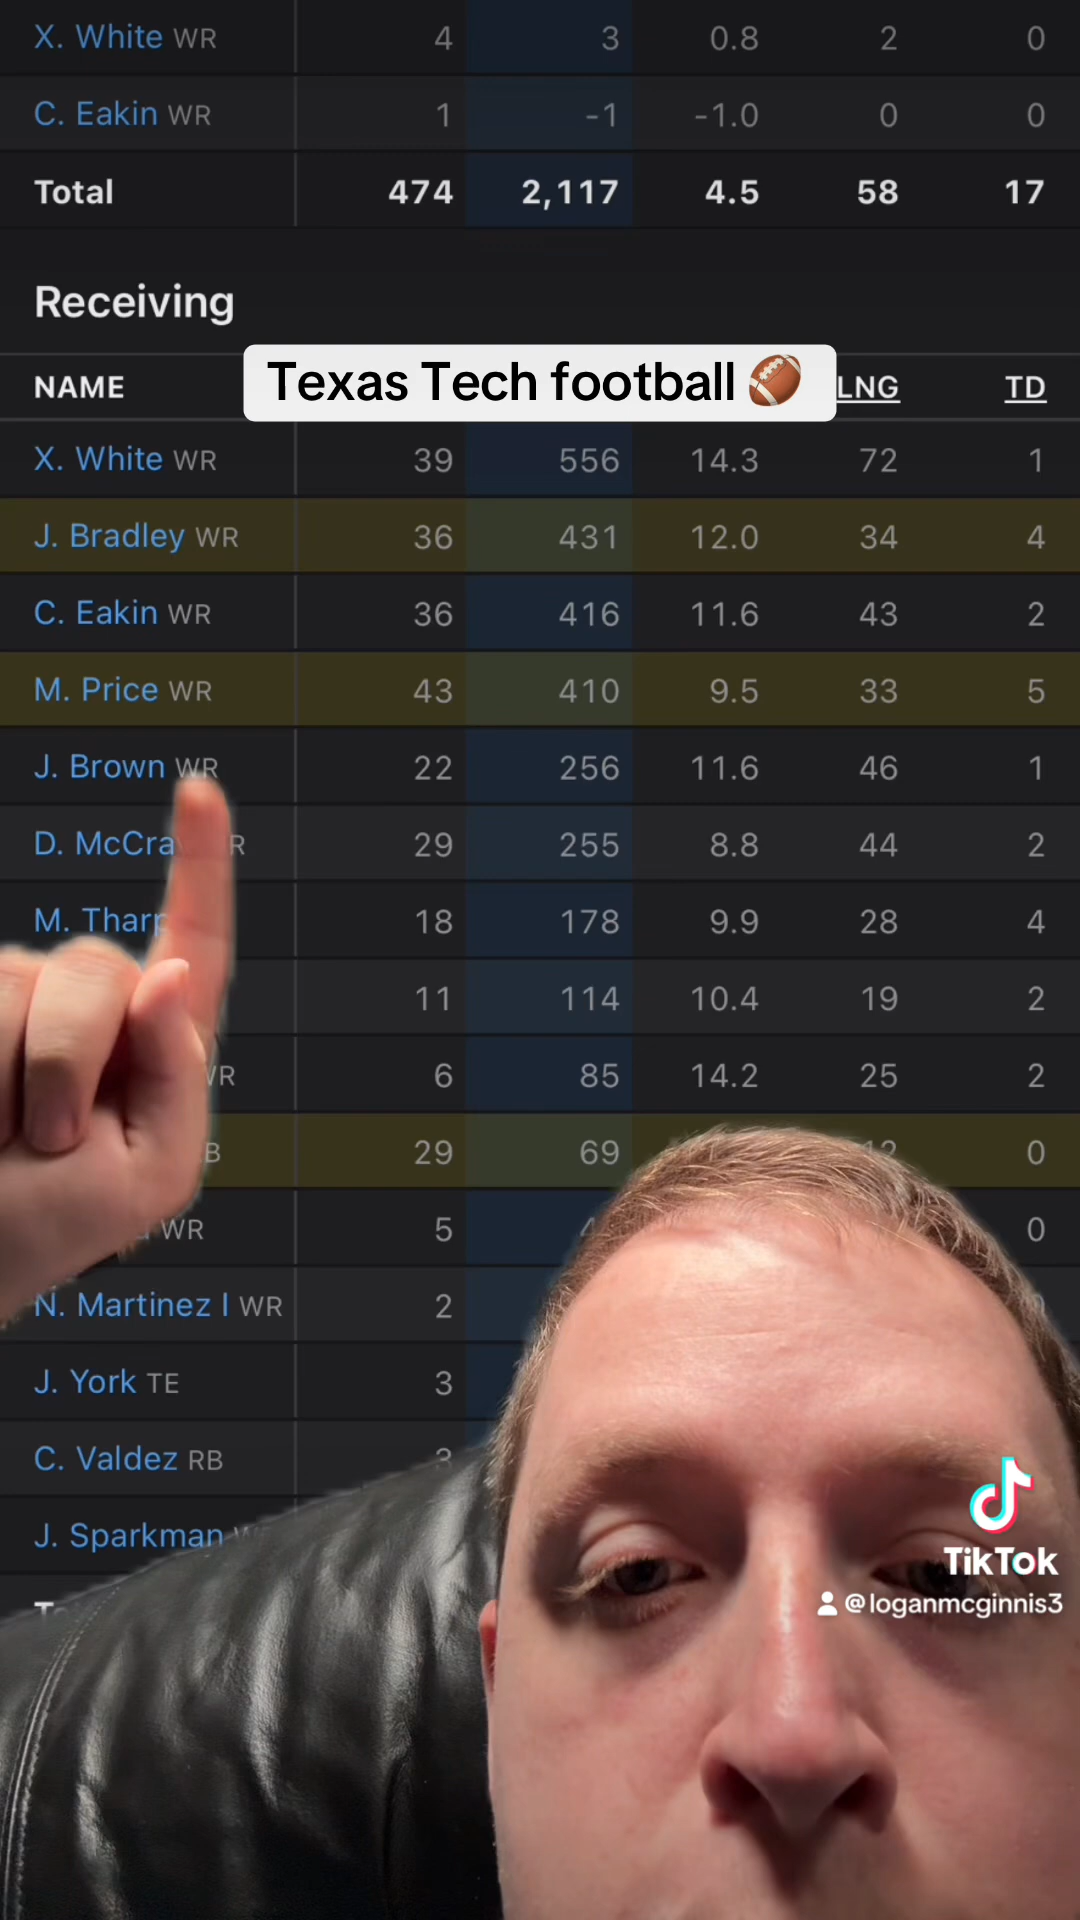 X. White WR 4 3 0.8 2 0
C. Eakin WR 1 -1 -1.0 0 0
Total 474 2,117 4.5 58 17
Receiving
Texas Tech football
NAME LNG TD
X. White WR 39 556 14.3 72 1
J. Bradley WR 36 431 12.0 34 4
C. Eakin WR 36 416 11.6 43 2
M. Price WR 43 410 9.5 33 5
J. Brown WR 22 256 11.6 46 1
D. 29 255 8.8 44 2
M. 18 178 9.9 28 4
11 114 10.4 19 2
WR 6 85 14.2 25 2
29 69 0
WR 5 0
N. Martinez I WR 2
J. York TE 3
C. Valdez RB 3
J. Sparkman
TikTok
@loganmcginnis3